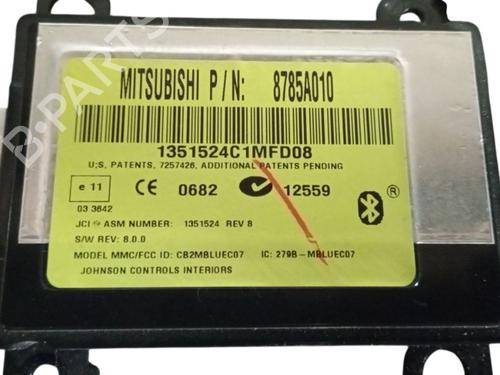 MITSUBISHI P / N: 8785A010
1351524C1MFD08
U,S, PATENTS, 7257426, ADDITIONAL PATENTS PENDING
e 11
CE 0682 12559
03 3642
JCI ASM NUMBER: 1351524 REV 8
S/W REV: 8.0.0
MODEL MMC/FCC ID: CB2MBLUEC07 IC: 279B-MBLUEC07
JOHNSON CONTROLS INTERIORS